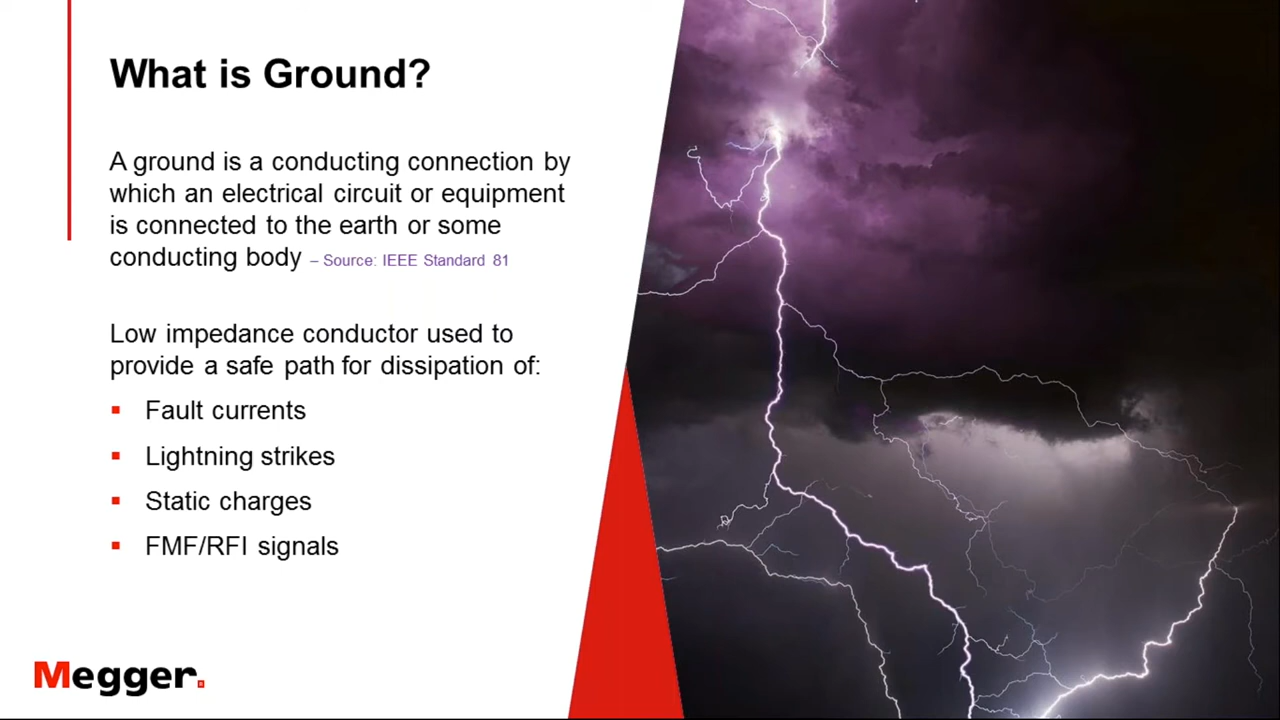 What is Ground?
A ground is a conducting connection by
which an electrical circuit or equipment
is connected to the earth or some
conducting body – Source: IEEE Standard 81
Low impedance conductor used to
provide a safe path for dissipation of:
▪ Fault currents
▪ Lightning strikes
▪ Static charges
▪ FMF/RFI signals
Megger.